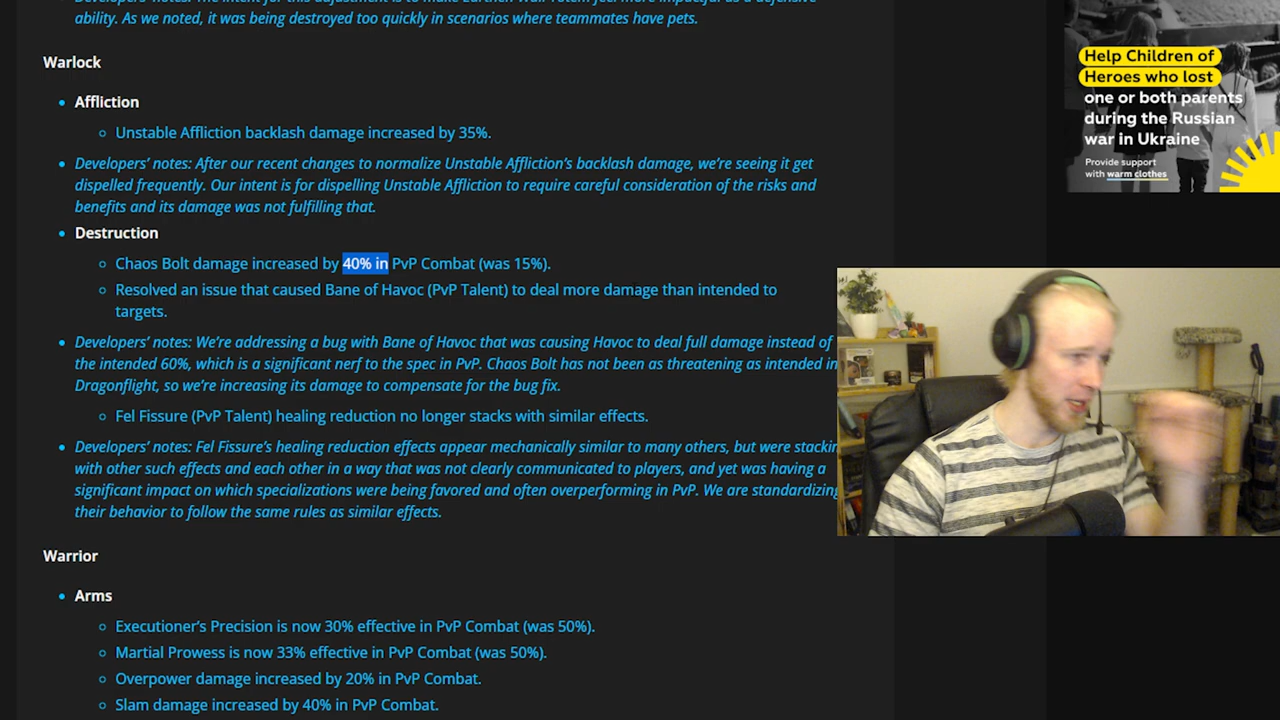 ability. As we noted, it was being destroyed too quickly in scenarios where teammates have pets.
Warlock
Affliction
Unstable Affliction backlash damage increased by 35%.
Developers' notes: After our recent changes to normalize Unstable Affliction's backlash damage, we're seeing it get
dispelled frequently. Our intent is for dispelling Unstable Affliction to require careful consideration of the risks and
benefits and its damage was not fulfilling that.
Destruction
Chaos Bolt damage increased by 40% in PvP Combat (was 15%).
Resolved an issue that caused Bane of Havoc (PvP Talent) to deal more damage than intended to
targets.
Developers' notes: We're addressing a bug with Bane of Havoc that was causing Havoc to deal full damage instead of
the intended 60%, which is a significant nerf to the spec in PvP. Chaos Bolt has not been as threatening as intended in
Dragonflight, so we're increasing its damage to compensate for the bug fix.
Fel Fissure (PvP Talent) healing reduction no longer stacks with similar effects.
Developers' notes: Fel Fissure's healing reduction effects appear mechanically similar to many others, but were stackin
with other such effects and each other in a way that was not clearly communicated to players, and yet was having a
significant impact on which specializations were being favored and often overperforming in PvP. We are standardizing
their behavior to follow the same rules as similar effects.
Warrior
Arms
Executioner's Precision is now 30% effective in PvP Combat (was 50%).
Martial Prowess is now 33% effective in PvP Combat (was 50%).
Overpower damage increased by 20% in PvP Combat.
Slam damage increased by 40% in PvP Combat.
Help Children of
Heroes who lost
one or both parents
during the Russian
war in Ukraine
Provide support
with warm clothes